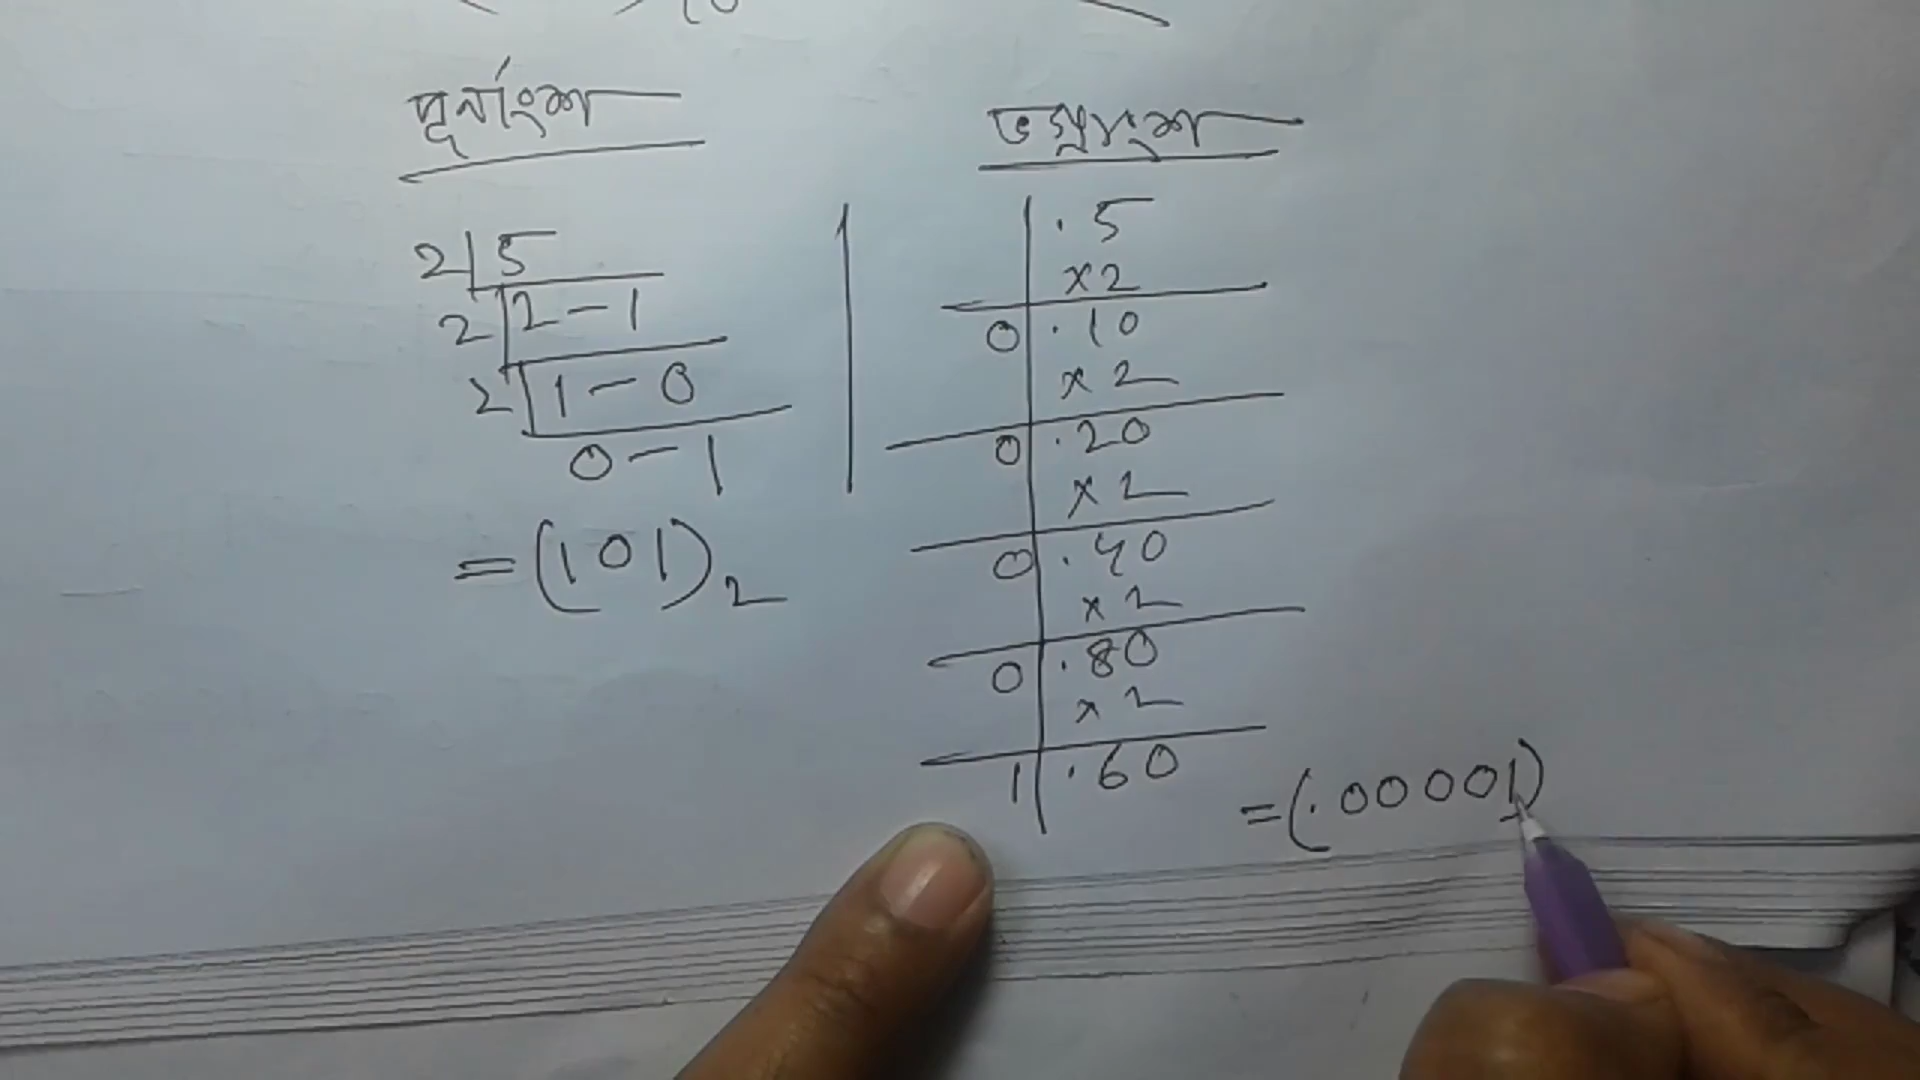 পূর্নাংশ
2 5
2 2 - 1
2 1 - 0
0 - 1
= (101)2
ভগ্নাংশ
.5
×2
0 .10
×2
0 .20
×2
0 .40
×2
0 .80
×2
1 .60
= (.00001)